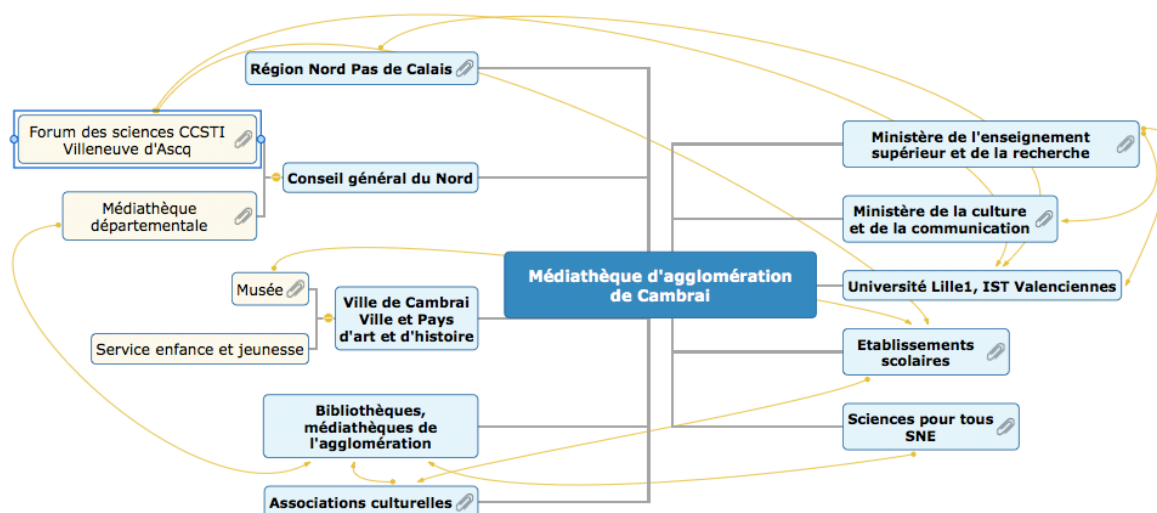 Région Nord Pas de Calais
Forum des sciences CCSTI
Villeneuve d'Ascq
Conseil général du Nord
Médiathèque
départementale
Musée
Ville de Cambrai
Ville et Pays
d'art et d'histoire
Service enfance et jeunesse
Bibliothèques,
médiathèques de
l'agglomération
Associations culturelles
Médiathèque d'agglomération
de Cambrai
Ministère de l'enseignement
supérieur et de la recherche
Ministère de la culture
et de la communication
Université Lille1, IST Valenciennes
Etablissements
scolaires
Sciences pour tous
SNE